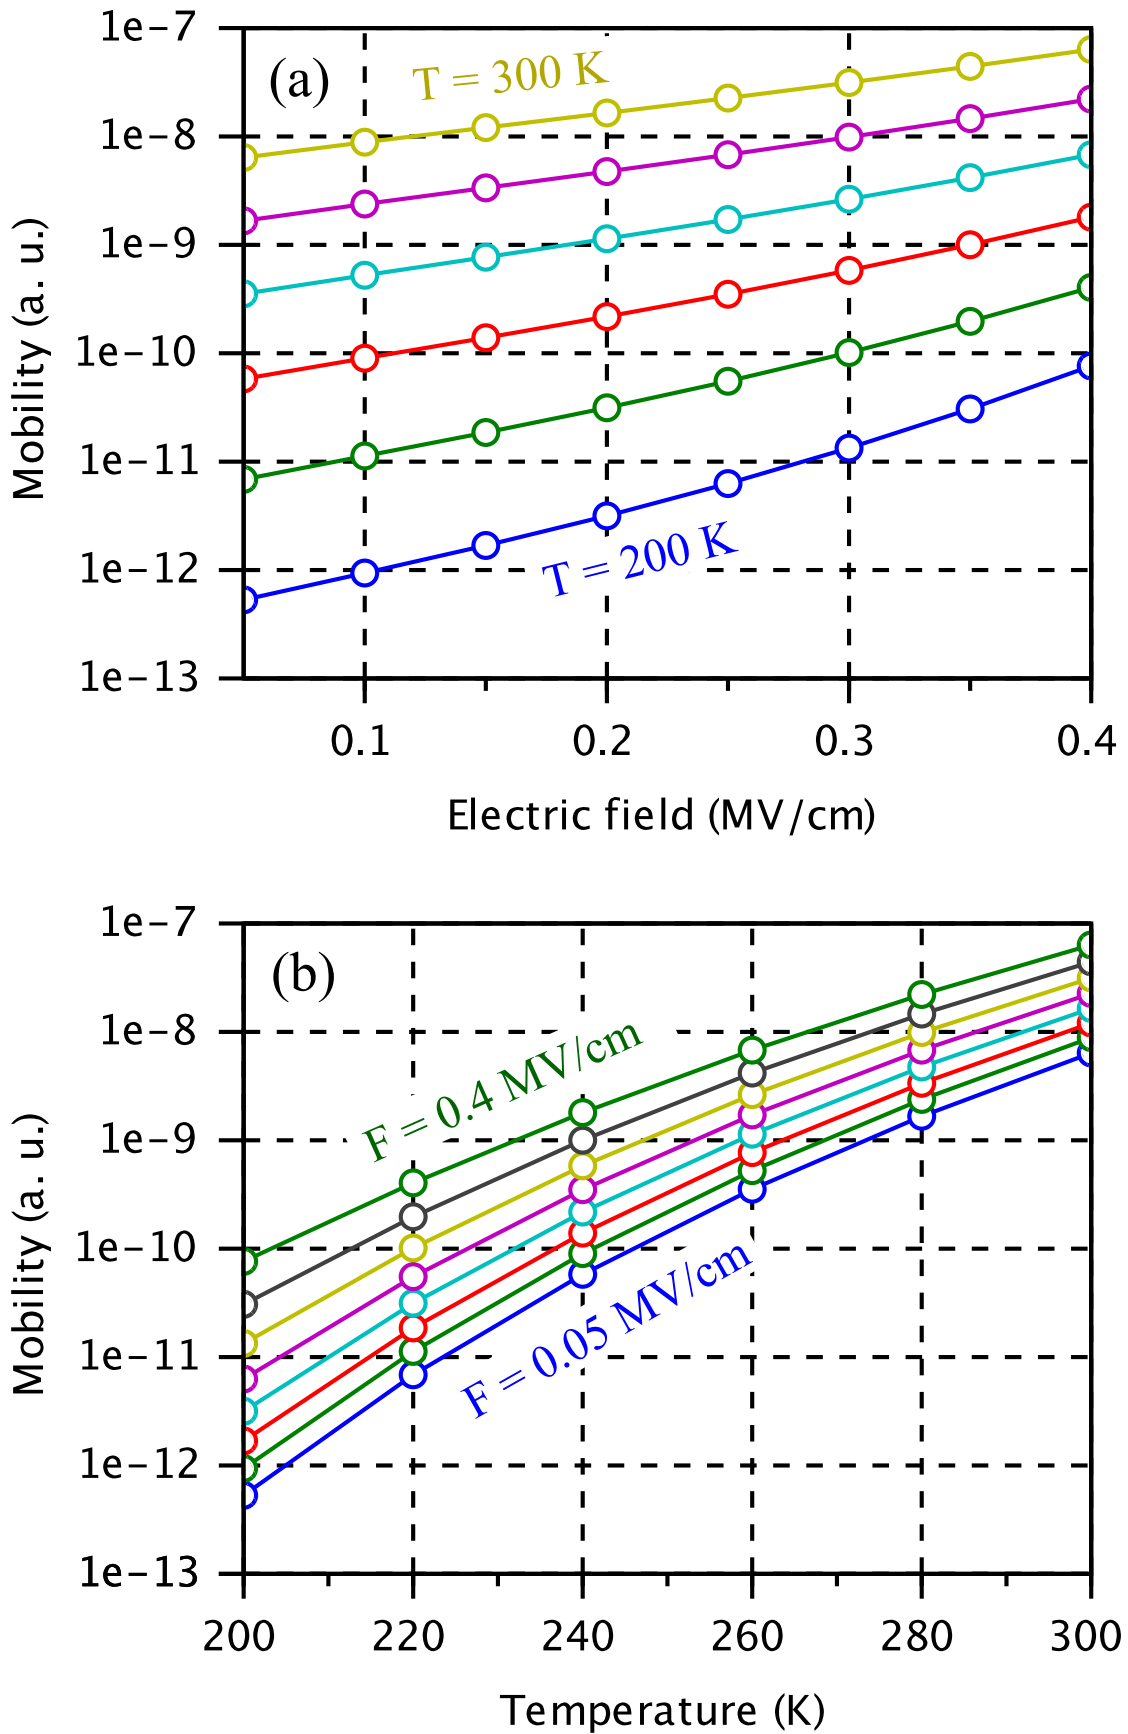 1e-7
(a)
T = 300 K
1e-8
1e-9
1e-10
1e-11
T = 200 K
1e-12
1e-13
Mobility (a. u.)
0.1
0.2
0.3
0.4
Electric field (MV/cm)
1e-7
(b)
1e-8
F = 0.4 MV/cm
1e-9
1e-10
F = 0.05 MV/cm
1e-11
1e-12
1e-13
Mobility (a. u.)
200
220
240
260
280
300
Temperature (K)